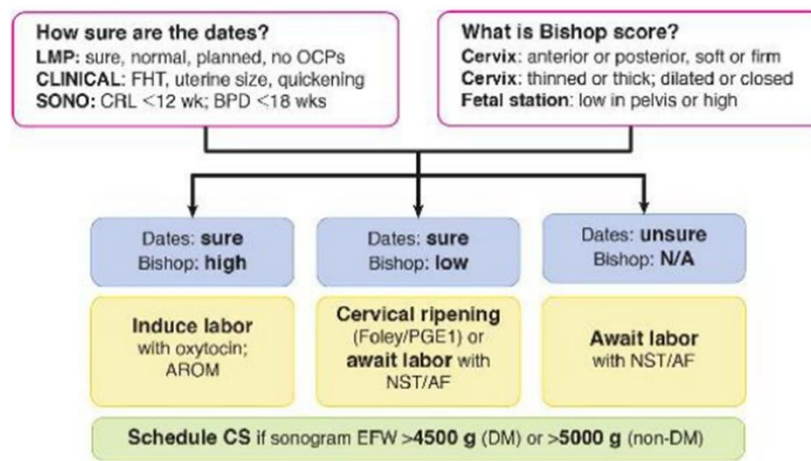 How sure are the dates?
LMP: sure, normal, planned, no OCPs
CLINICAL: FHT, uterine size, quickening
SONO: CRL <12 wk; BPD <18 wks
What is Bishop score?
Cervix: anterior or posterior, soft or firm
Cervix: thinned or thick; dilated or closed
Fetal station: low in pelvis or high
Dates: sure
Bishop: high
Dates: sure
Bishop: low
Dates: unsure
Bishop: N/A
Induce labor
with oxytocin;
AROM
Cervical ripening
(Foley/PGE1) or
await labor with
NST/AF
Await labor
with NST/AF
Schedule CS if sonogram EFW >4500 g (DM) or >5000 g (non-DM)